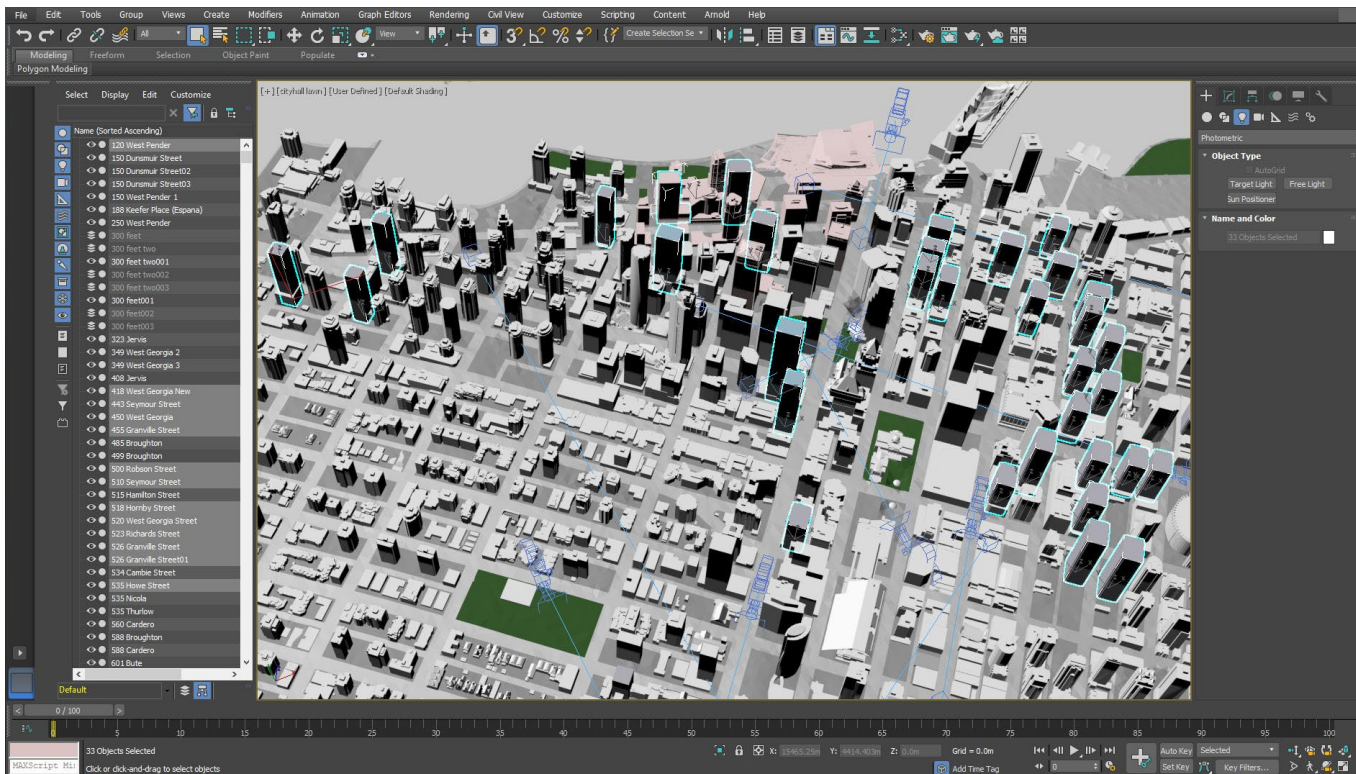 File Edit Tools Group Views Create Modifiers Animation Graph Editors Rendering Civil View Customize Scripting Content Arnold Help
All View Create Selection Se
Modeling Freeform Selection Object Paint Populate
Polygon Modeling
Select Display Edit Customize
Name (Sorted Ascending)
120 West Pender
150 Dunsmuir Street
150 Dunsmuir Street02
150 Dunsmuir Street03
150 West Pender 1
188 Keefer Place (Espana)
250 West Pender
300 feet
300 feet two
300 feet two001
300 feet two002
300 feet two003
300 feet001
300 feet002
300 feet003
323 Jervis
349 West Georgia 2
349 West Georgia 3
408 Jervis
418 West Georgia New
443 Seymour Street
450 West Georgia
455 Granville Street
485 Broughton
499 Broughton
500 Robson Street
510 Seymour Street
515 Hamilton Street
518 Hornby Street
520 West Georgia Street
523 Richards Street
526 Granville Street
526 Granville Street01
534 Cambie Street
535 Howe Street
535 Nicola
535 Thurlow
560 Cardero
588 Broughton
588 Cardero
601 Bute
Default
[+] [cityhall lawn] [User Defined] [Default Shading]
Photometric
Object Type
AutoGrid
Target Light Free Light
Sun Positioner
Name and Color
33 Objects Selected
0 / 100
0 5 10 15 20 25 30 35 40 45 50 55 60 65 70 75 80 85 90 95 100
33 Objects Selected X: 15465.25m Y: 4414.403m Z: 0.0m Grid = 0.0m Auto Key Selected
MAXScript Mi Click or click-and-drag to select objects Add Time Tag 0 Set Key Key Filters...